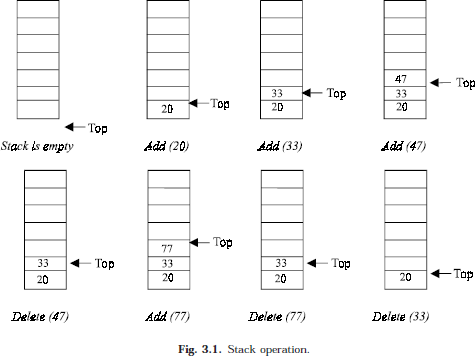 47
33
33
20
20
20
Top
Top
Top
Top
Stack is empty
Add (20)
Add (33)
Add (47)
77
33
33
33
20
20
20
20
Top
Top
Top
Top
Delete (47)
Add (77)
Delete (77)
Delete (33)
Fig. 3.1. Stack operation.